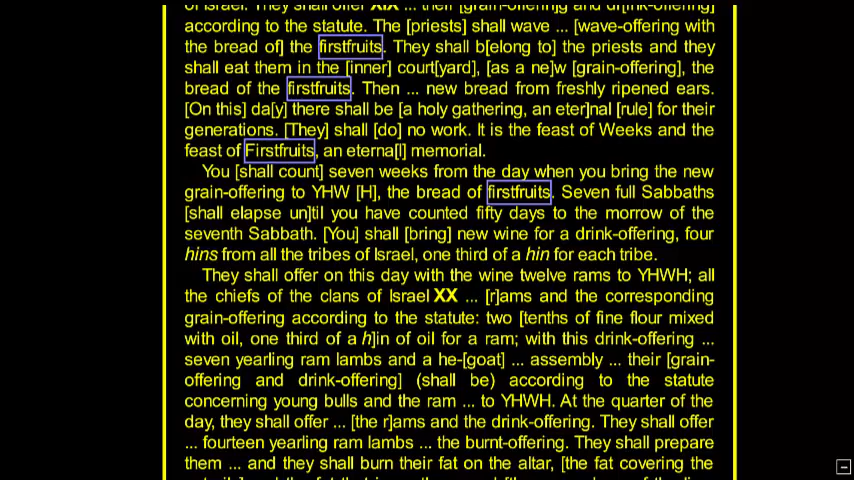 of Israel. They shall offer XIX ... their [grain-offering]g and dr[ink-offering]
according to the statute. The [priests] shall wave ... [wave-offering with
the bread of] the firstfruits. They shall b[elong to] the priests and they
shall eat them in the [inner] court[yard], [as a ne]w [grain-offering], the
bread of the firstfruits. Then ... new bread from freshly ripened ears.
[On this] da[y] there shall be [a holy gathering, an eter]nal [rule] for their
generations. [They] shall [do] no work. It is the feast of Weeks and the
feast of Firstfruits, an eterna[l] memorial.
You [shall count] seven weeks from the day when you bring the new
grain-offering to YHW [H], the bread of firstfruits. Seven full Sabbaths
[shall elapse un]til you have counted fifty days to the morrow of the
seventh Sabbath. [You] shall [bring] new wine for a drink-offering, four
hins from all the tribes of Israel, one third of a hin for each tribe.
They shall offer on this day with the wine twelve rams to YHWH; all
the chiefs of the clans of Israel XX ... [r]ams and the corresponding
grain-offering according to the statute: two [tenths of fine flour mixed
with oil, one third of a h]in of oil for a ram; with this drink-offering ...
seven yearling ram lambs and a he-[goat] ... assembly ... their [grain-
offering and drink-offering] (shall be) according to the statute
concerning young bulls and the ram ... to YHWH. At the quarter of the
day, they shall offer ... [the r]ams and the drink-offering. They shall offer
... fourteen yearling ram lambs ... the burnt-offering. They shall prepare
them ... and they shall burn their fat on the altar, [the fat covering the